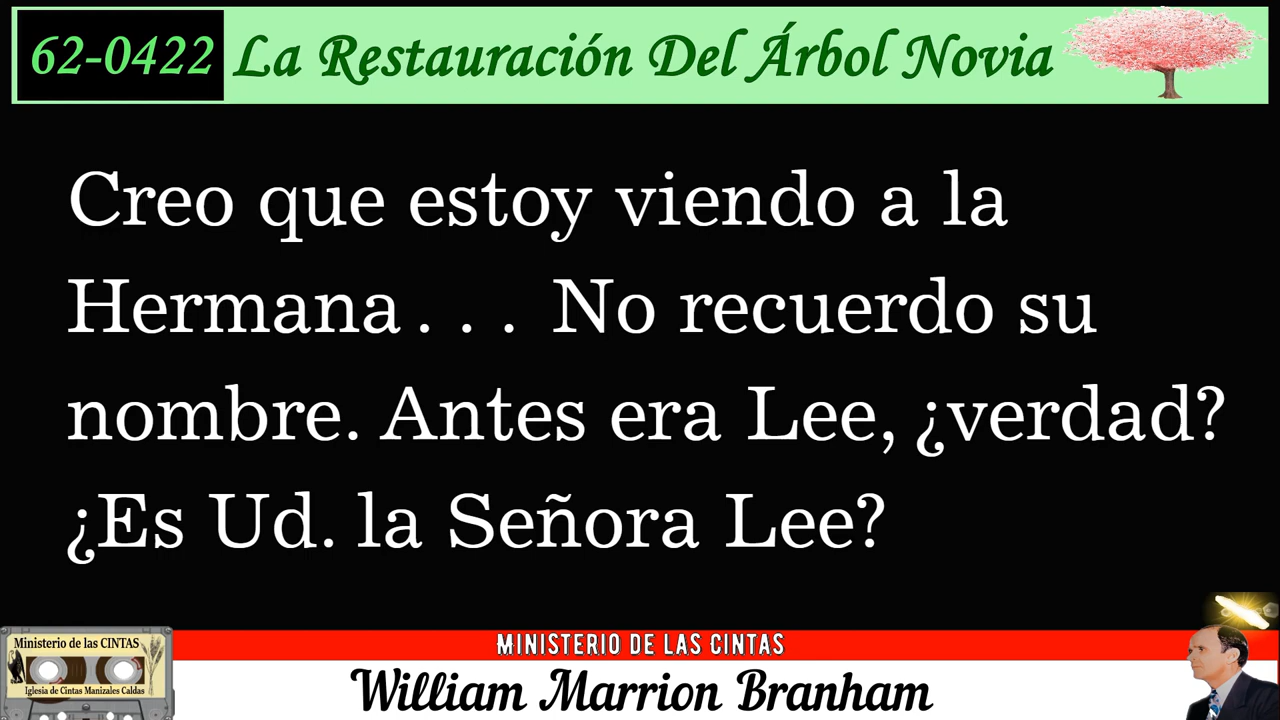 62-0422 La Restauración Del Árbol Novia
Creo que estoy viendo a la
Hermana . . . No recuerdo su
nombre. Antes era Lee, ¿verdad?
¿Es Ud. la Señora Lee?
Ministerio de las CINTAS
Iglesia de Cintas Manizales Caldas
MINISTERIO DE LAS CINTAS
William Marrion Branham